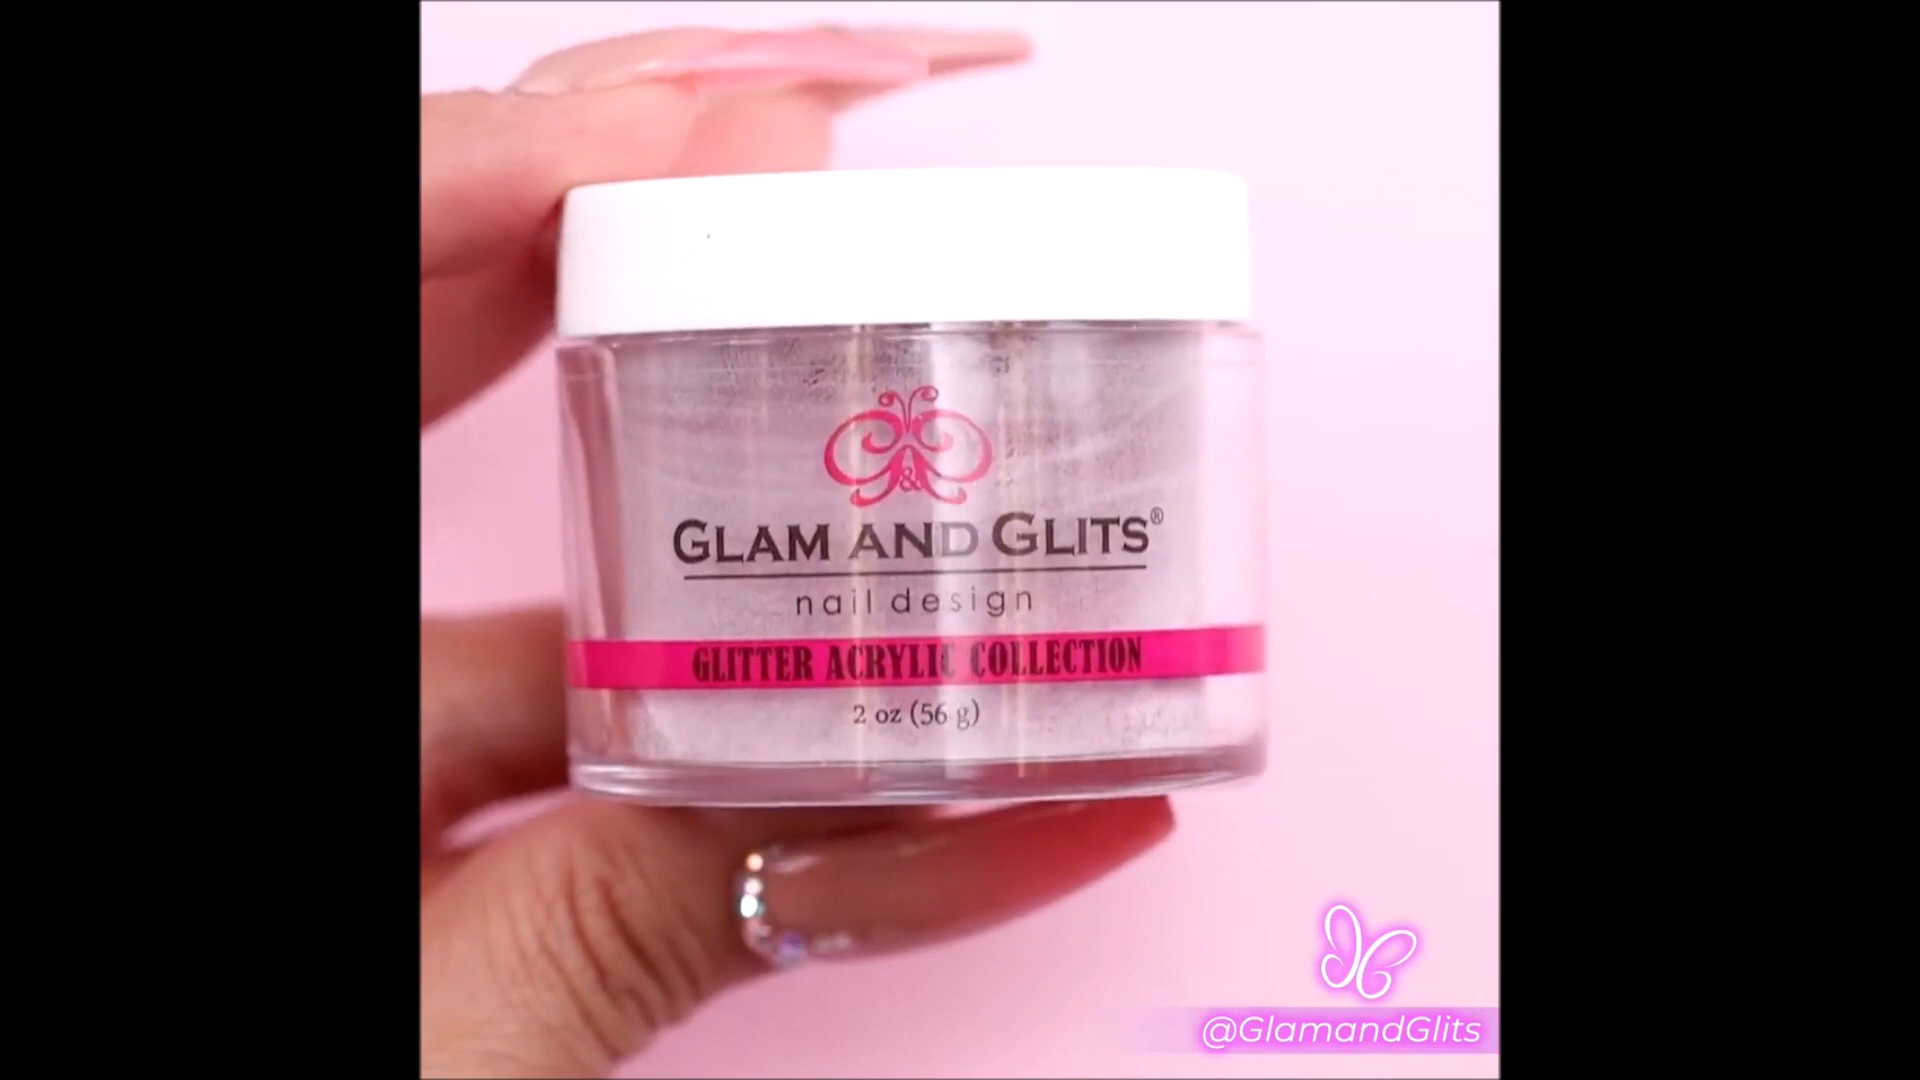 GLAM AND GLITS®
nail design
GLITTER ACRYLIC COLLECTION
2 oz (56 g)
@GlamandGlits